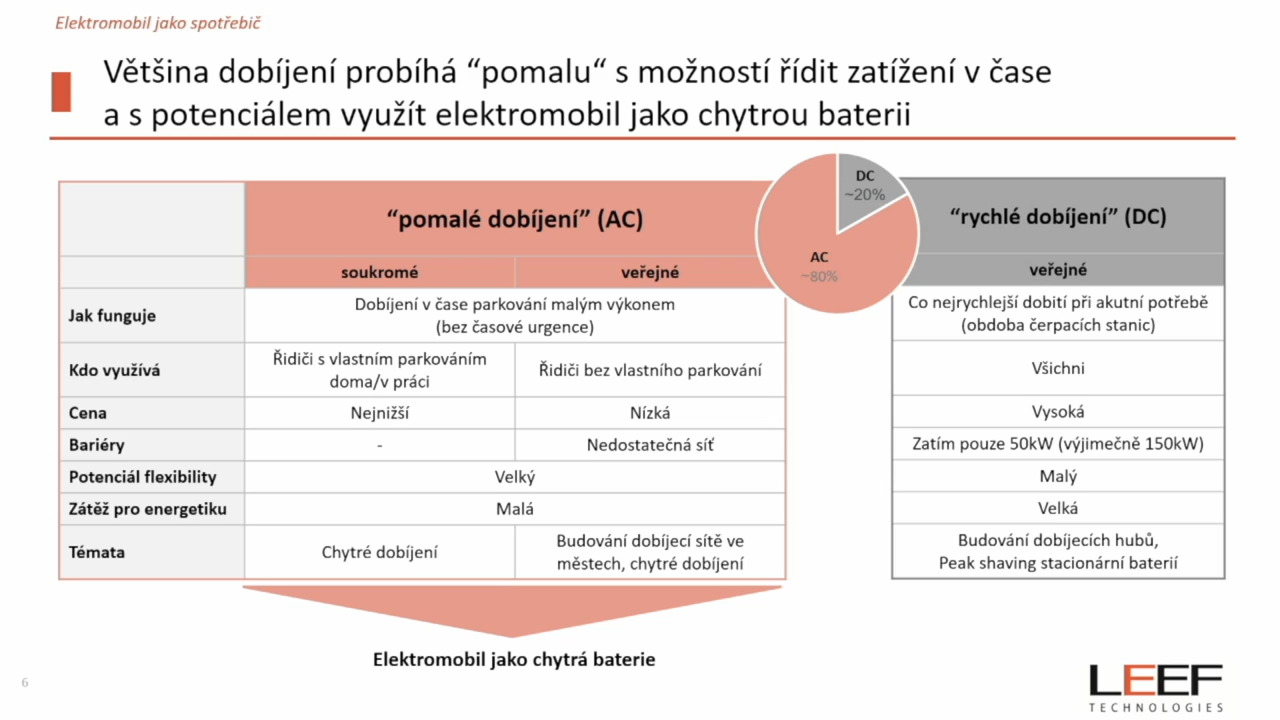 Elektromobil jako spotřebič
Většina dobíjení probíhá “pomalu“ s možností řídit zatížení v čase
a s potenciálem využít elektromobil jako chytrou baterii
“pomalé dobíjení” (AC)
DC
~20%
AC
~80%
“rychlé dobíjení” (DC)
soukromé
veřejné
veřejné
Jak funguje
Dobíjení v čase parkování malým výkonem
(bez časové urgence)
Co nejrychlejší dobití při akutní potřebě
(obdoba čerpacích stanic)
Kdo využívá
Řidiči s vlastním parkováním
doma/v práci
Řidiči bez vlastního parkování
Všichni
Cena
Nejnižší
Nízká
Vysoká
Bariéry
-
Nedostatečná síť
Zatím pouze 50kW (výjimečně 150kW)
Potenciál flexibility
Velký
Malý
Zátěž pro energetiku
Malá
Velká
Témata
Chytré dobíjení
Budování dobíjecí sítě ve
městech, chytré dobíjení
Budování dobíjecích hubů,
Peak shaving stacionární baterií
Elektromobil jako chytrá baterie
6
LEEF
TECHNOLOGIES